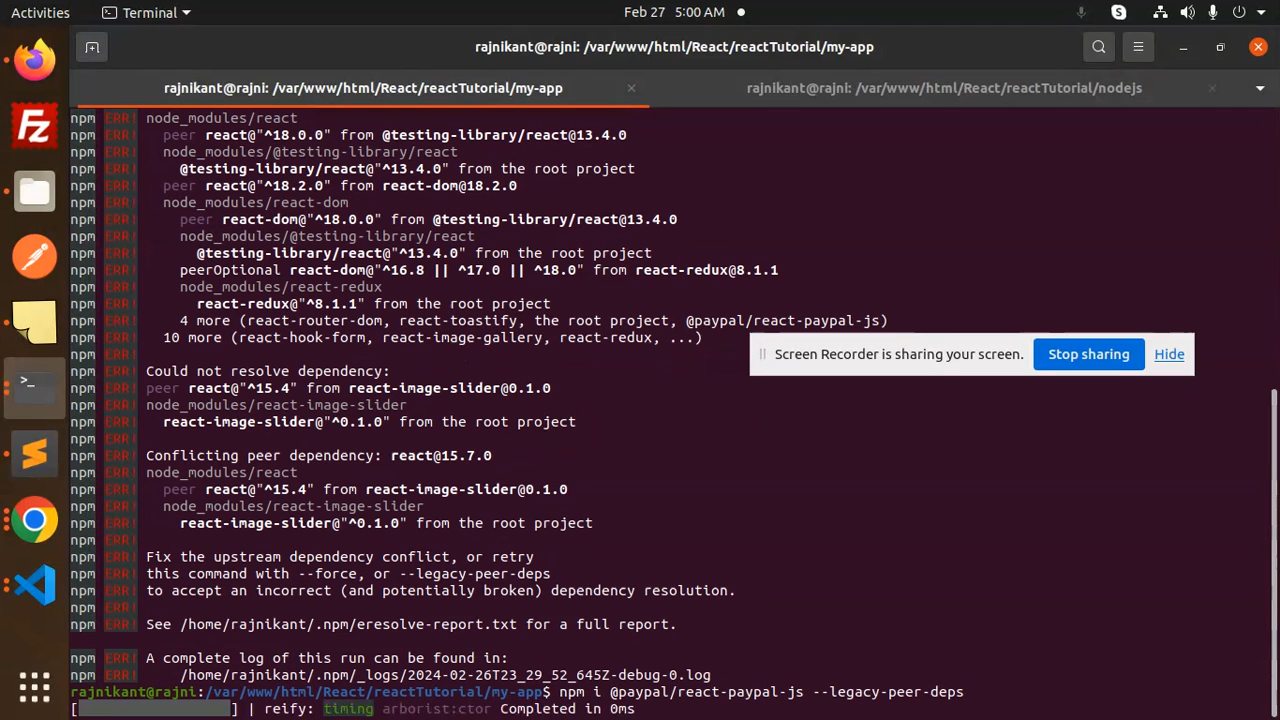 Activities
Terminal
Feb 27 5:00 AM
rajnikant@rajni: /var/www/html/React/reactTutorial/my-app
rajnikant@rajni: /var/www/html/React/reactTutorial/my-app
rajnikant@rajni: /var/www/html/React/reactTutorial/nodejs
npm ERR! node_modules/react
npm ERR!   peer react@"^18.0.0" from @testing-library/react@13.4.0
npm ERR!   node_modules/@testing-library/react
npm ERR!     @testing-library/react@"^13.4.0" from the root project
npm ERR!   peer react@"^18.2.0" from react-dom@18.2.0
npm ERR!   node_modules/react-dom
npm ERR!     peer react-dom@"^18.0.0" from @testing-library/react@13.4.0
npm ERR!     node_modules/@testing-library/react
npm ERR!       @testing-library/react@"^13.4.0" from the root project
npm ERR!     peerOptional react-dom@"^16.8 || ^17.0 || ^18.0" from react-redux@8.1.1
npm ERR!     node_modules/react-redux
npm ERR!       react-redux@"^8.1.1" from the root project
npm ERR!     4 more (react-router-dom, react-toastify, the root project, @paypal/react-paypal-js)
npm ERR!   10 more (react-hook-form, react-image-gallery, react-redux, ...)
npm ERR!
Screen Recorder is sharing your screen.
Stop sharing
Hide
npm ERR! Could not resolve dependency:
npm ERR! peer react@"^15.4" from react-image-slider@0.1.0
npm ERR! node_modules/react-image-slider
npm ERR!   react-image-slider@"^0.1.0" from the root project
npm ERR!
npm ERR! Conflicting peer dependency: react@15.7.0
npm ERR! node_modules/react
npm ERR!   peer react@"^15.4" from react-image-slider@0.1.0
npm ERR!   node_modules/react-image-slider
npm ERR!     react-image-slider@"^0.1.0" from the root project
npm ERR!
npm ERR! Fix the upstream dependency conflict, or retry
npm ERR! this command with --force, or --legacy-peer-deps
npm ERR! to accept an incorrect (and potentially broken) dependency resolution.
npm ERR!
npm ERR! See /home/rajnikant/.npm/eresolve-report.txt for a full report.
npm ERR! A complete log of this run can be found in:
npm ERR!     /home/rajnikant/.npm/_logs/2024-02-26T23_29_52_645Z-debug-0.log
rajnikant@rajni:/var/www/html/React/reactTutorial/my-app$ npm i @paypal/react-paypal-js --legacy-peer-deps
[                  ] | reify: timing arborist:ctor Completed in 0ms